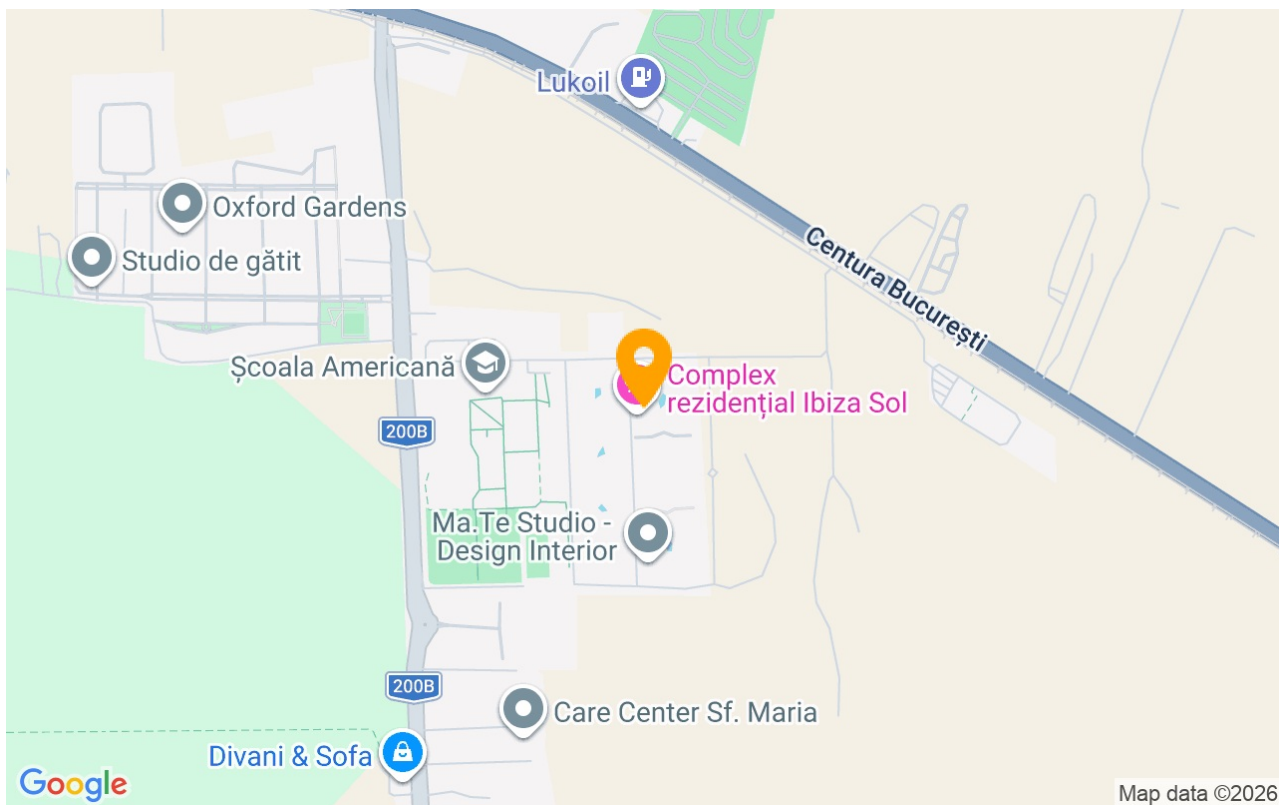 Lukoil
Oxford Gardens
Studio de gătit
Centura București
Școala Americană
Complex
rezidențial Ibiza Sol
200B
Ma.Te Studio -
Design Interior
200B
Care Center Sf. Maria
Divani & Sofa
Google
Map data ©2026